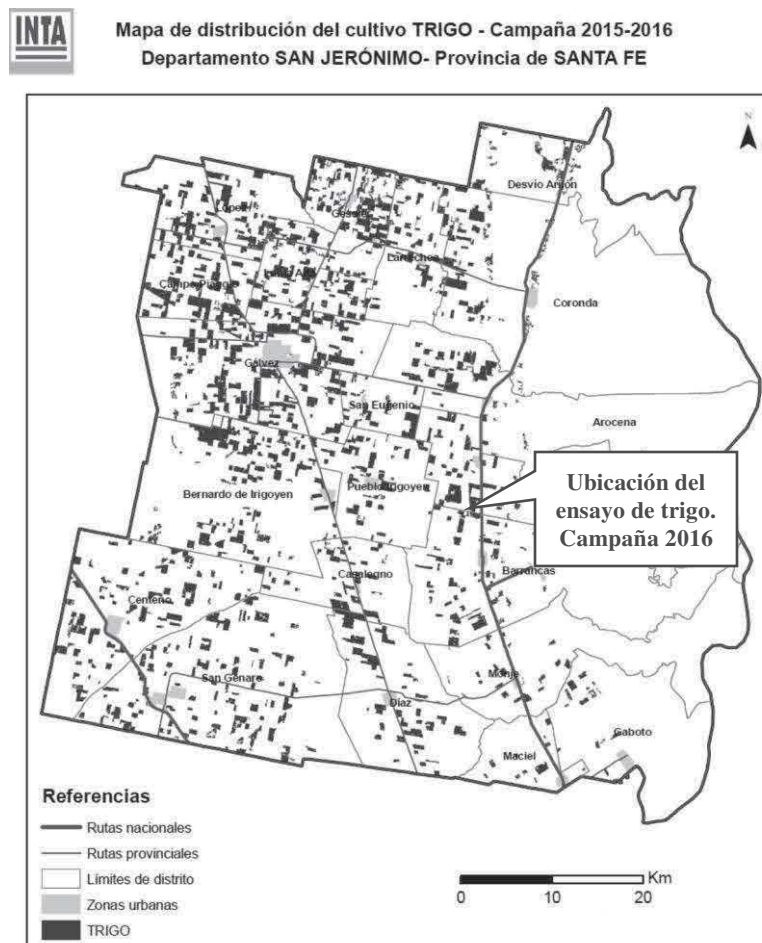 INTA
Mapa de distribución del cultivo TRIGO - Campaña 2015-2016
Departamento SAN JERÓNIMO- Provincia de SANTA FE
N
Desvio Arijón
López
Gessler
Larrechea
Campo Piaggio
Coronda
Gálvez
San Eugenio
Arocena
Ubicación del
ensayo de trigo.
Campaña 2016
Pueblo Irigoyen
Bernardo de Irigoyen
Casalegno
Barrancas
Centeno
San Genaro
Monje
Díaz
Gaboto
Maciel
Referencias
Rutas nacionales
Rutas provinciales
Límites de distrito
Zonas urbanas
TRIGO
Km
0 10 20